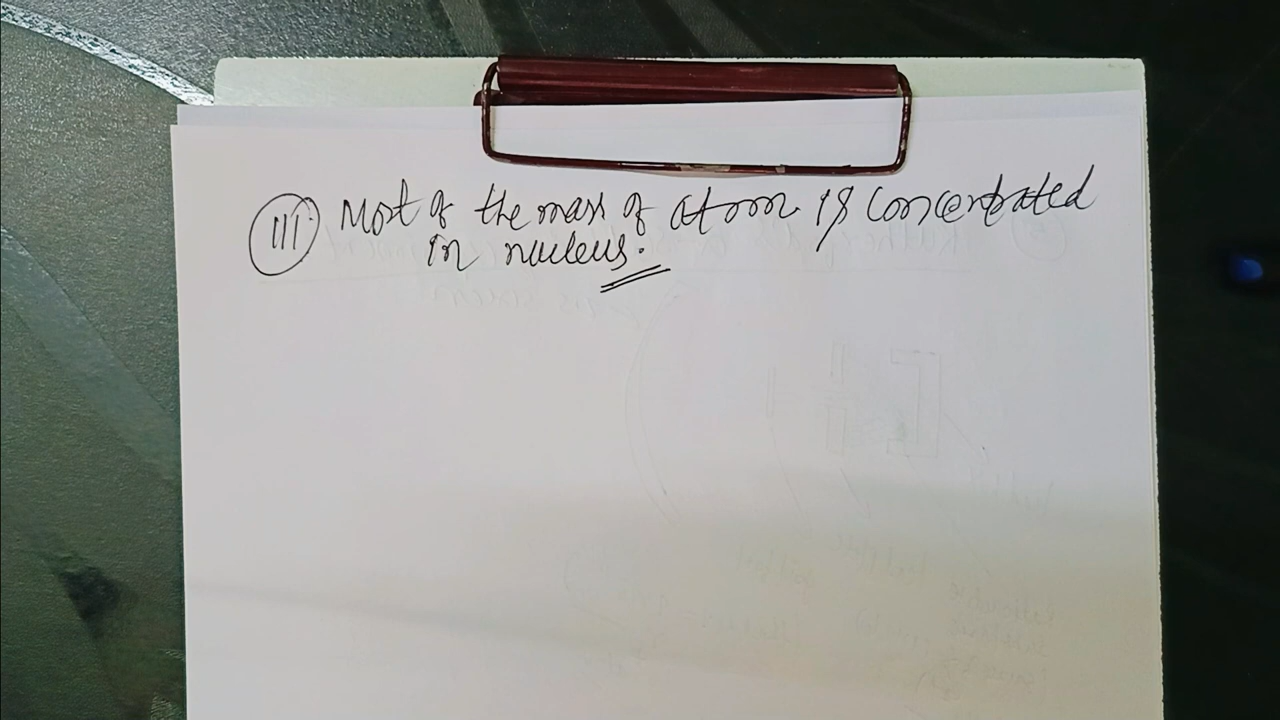 (III) Most of the mass of atom is concentrated
in nucleus.